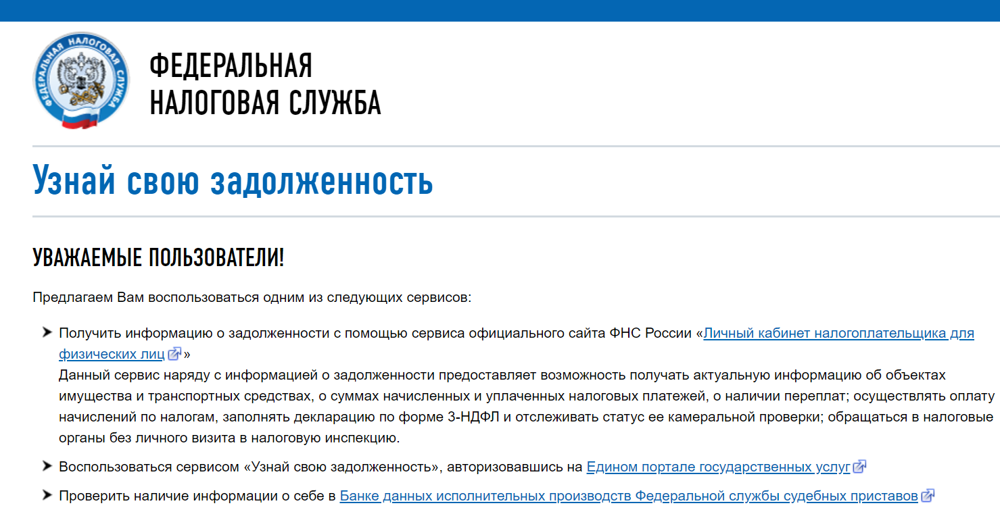 ФЕДЕРАЛЬНАЯ НАЛОГОВАЯ СЛУЖБА
ФЕДЕРАЛЬНАЯ
НАЛОГОВАЯ СЛУЖБА
Узнай свою задолженность
УВАЖАЕМЫЕ ПОЛЬЗОВАТЕЛИ!
Предлагаем Вам воспользоваться одним из следующих сервисов:
Получить информацию о задолженности с помощью сервиса официального сайта ФНС России «Личный кабинет налогоплательщика для
физических лиц»
Данный сервис наряду с информацией о задолженности предоставляет возможность получать актуальную информацию об объектах
имущества и транспортных средствах, о суммах начисленных и уплаченных налоговых платежей, о наличии переплат; осуществлять оплату
начислений по налогам, заполнять декларацию по форме 3-НДФЛ и отслеживать статус ее камеральной проверки; обращаться в налоговые
органы без личного визита в налоговую инспекцию.
Воспользоваться сервисом «Узнай свою задолженность», авторизовавшись на Едином портале государственных услуг
Проверить наличие информации о себе в Банке данных исполнительных производств Федеральной службы судебных приставов